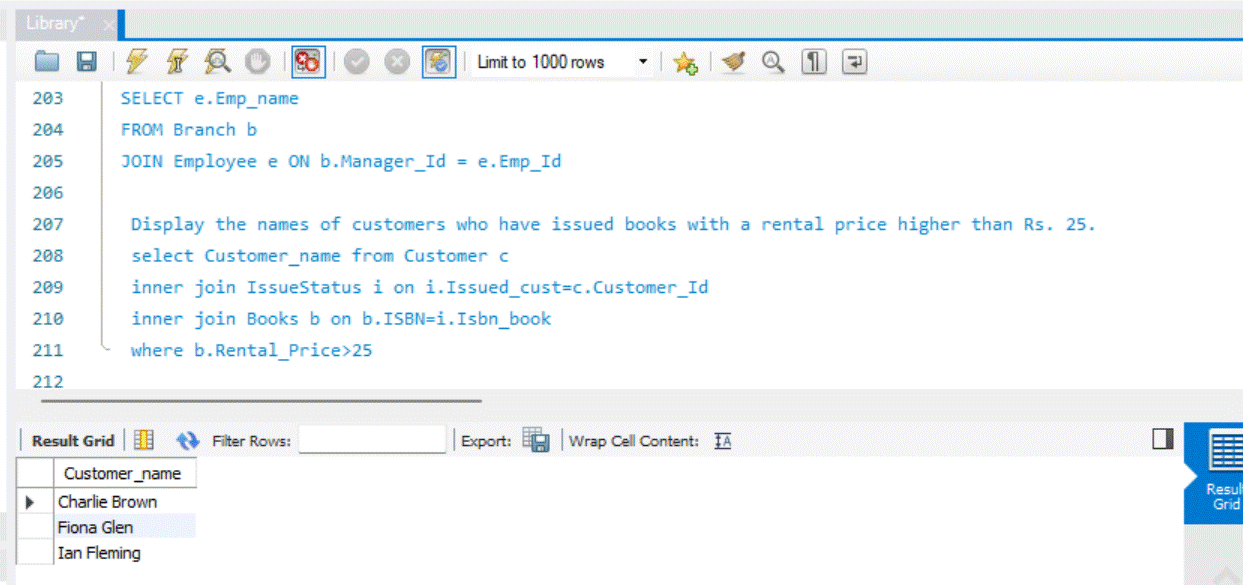 Library*
Limit to 1000 rows
203 SELECT e.Emp_name
204 FROM Branch b
205 JOIN Employee e ON b.Manager_Id = e.Emp_Id
206
207 Display the names of customers who have issued books with a rental price higher than Rs. 25.
208 select Customer_name from Customer c
209 inner join IssueStatus i on i.Issued_cust=c.Customer_Id
210 inner join Books b on b.ISBN=i.Isbn_book
211 where b.Rental_Price>25
212
Result Grid Filter Rows: Export: Wrap Cell Content:
Customer_name
Charlie Brown
Fiona Glen
Ian Fleming
Result
Grid